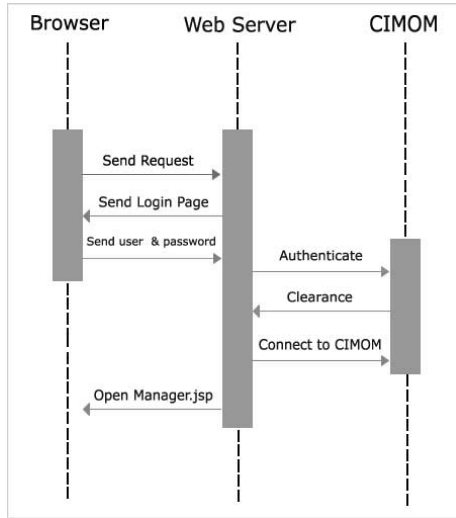 Browser
Web Server
CIMOM
Send Request
Send Login Page
Send user & password
Authenticate
Clearance
Connect to CIMOM
Open Manager.jsp